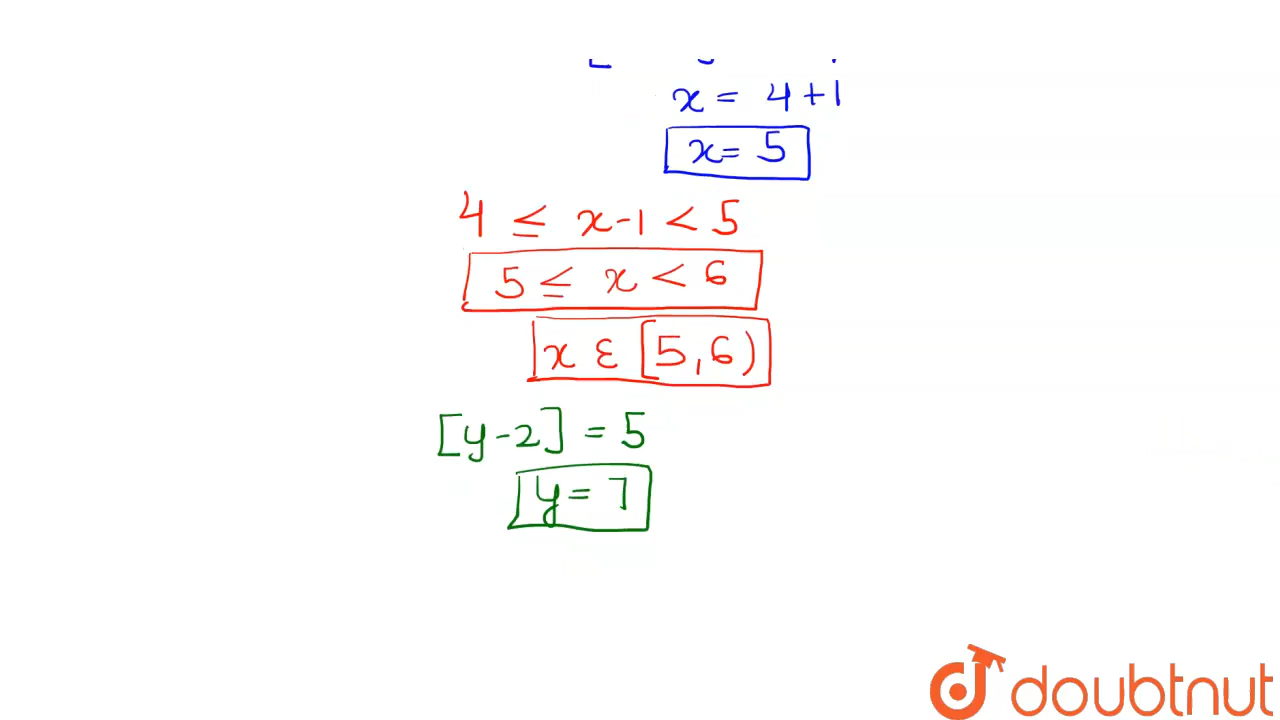 x = 4+1
x = 5
4 ≤ x-1 < 5
5 ≤ x < 6
x ε [5,6)
[y-2] = 5
y = 7
doubtnut